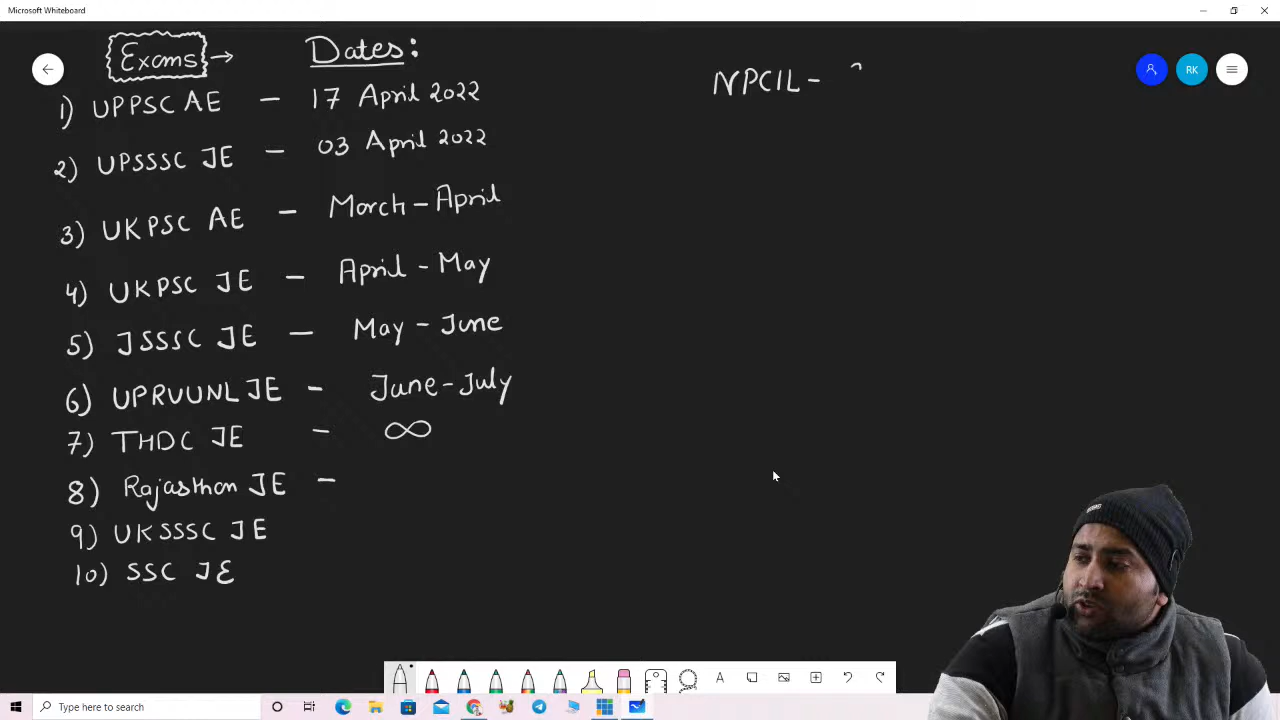 Microsoft Whiteboard
Exams → Dates:
1) UPPSC AE - 17 April 2022
2) UPSSSC JE - 03 April 2022
3) UKPSC AE - March - April
4) UKPSC JE - April - May
5) JSSSC JE - May - June
6) UPRVUNL JE - June - July
7) THDC JE - ∞
8) Rajasthan JE -
9) UKSSSC JE
10) SSC JE
NPCIL -
RK
A
Type here to search